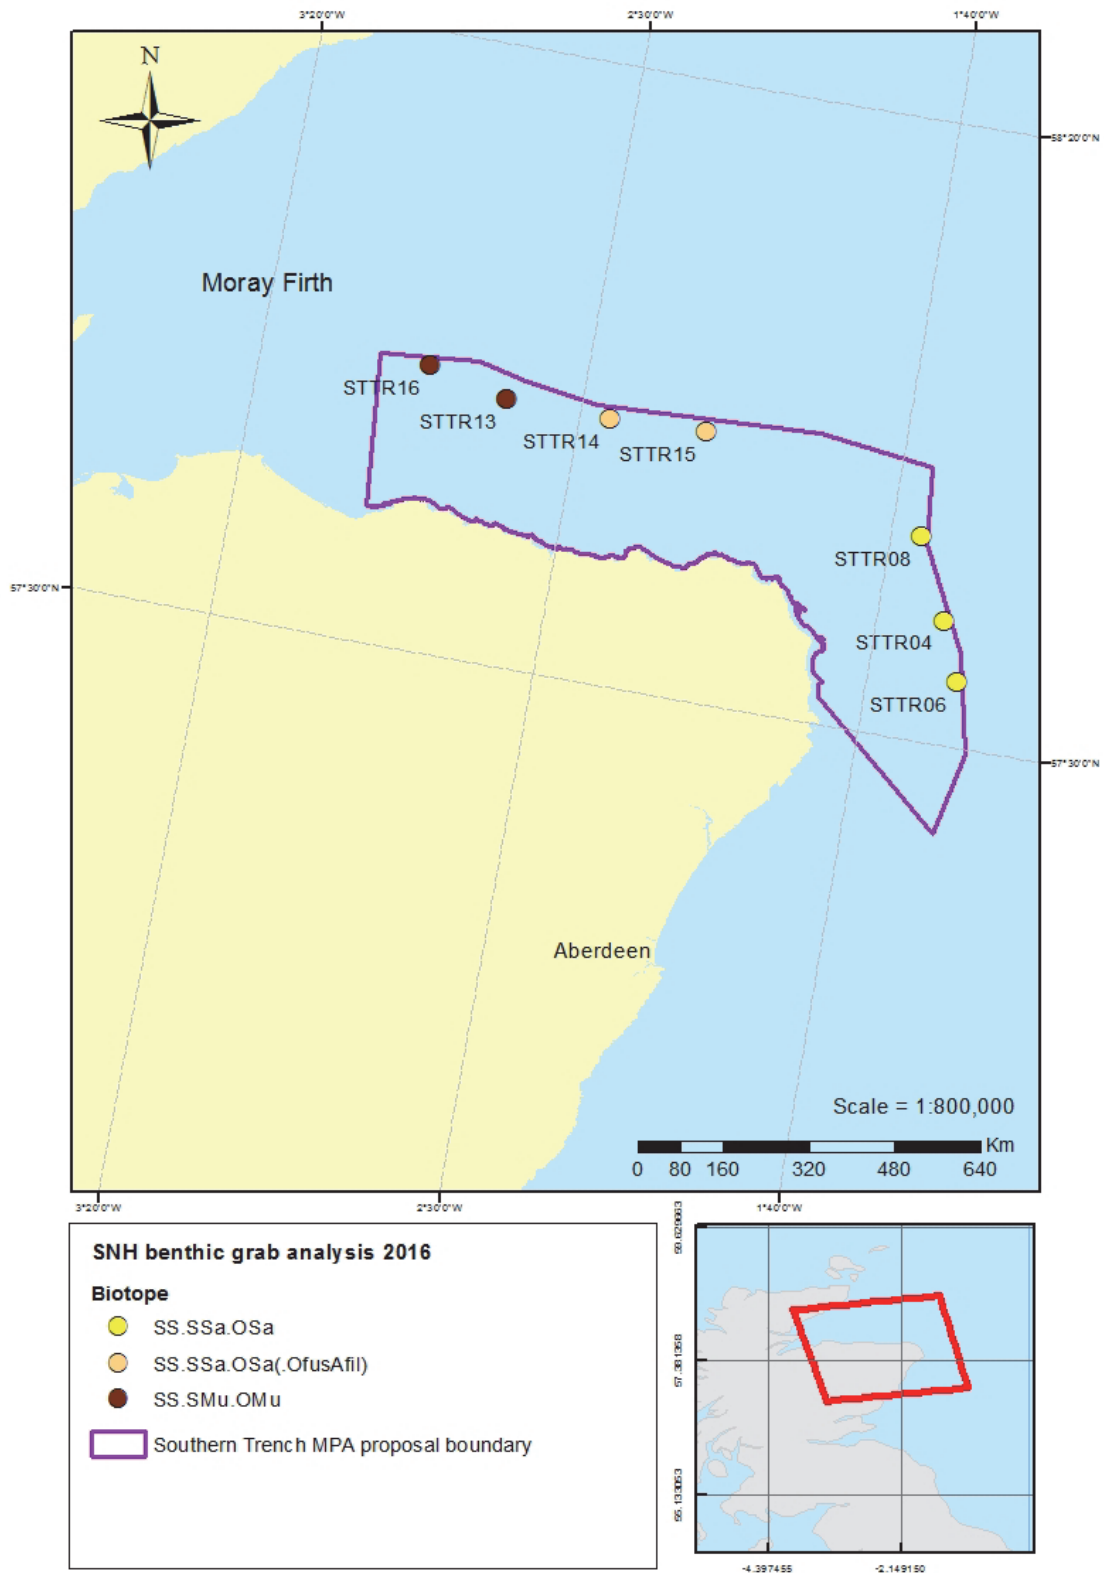 3°20'0"W 2°30'0"W 1°40'0"W
N
58°20'0"N
Moray Firth
STTR16
STTR13
STTR14
STTR15
STTR08
57°30'0"N
STTR04
STTR06
57°30'0"N
Aberdeen
Scale = 1:800,000
Km
0 80 160 320 480 640
3°20'0"W 2°30'0"W 1°40'0"W
SNH benthic grab analysis 2016
Biotope
SS.SSa.OSa
SS.SSa.OSa(.OfusAfil)
SS.SMu.OMu
Southern Trench MPA proposal boundary
57.381358
55.133053
-4.397455 -2.149150